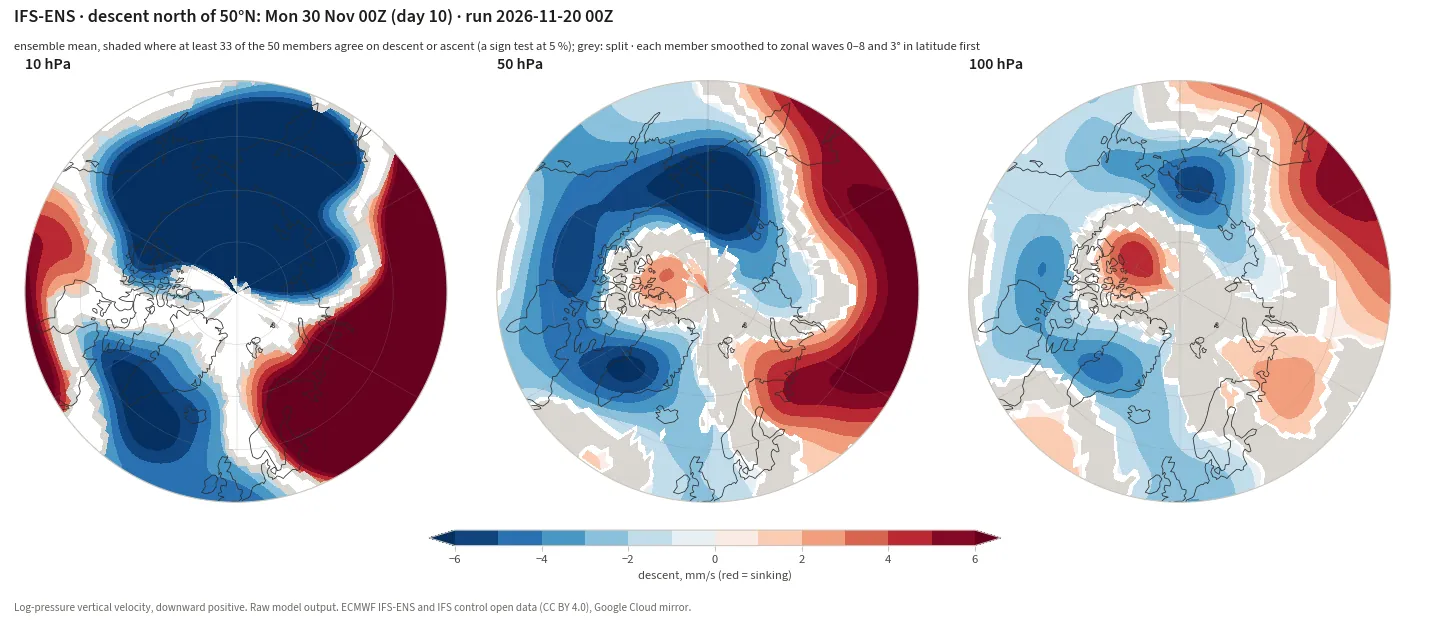 IFS-ENS · descent north of 50°N: Mon 30 Nov 00Z (day 10) · run 2026-11-20 00Z
ensemble mean, shaded where at least 33 of the 50 members agree on descent or ascent (a sign test at 5 %); grey: split · each member smoothed to zonal waves 0–8 and 3° in latitude first
10 hPa
50 hPa
100 hPa
−6 −4 −2 0 2 4 6
descent, mm/s (red = sinking)
Log-pressure vertical velocity, downward positive. Raw model output. ECMWF IFS-ENS and IFS control open data (CC BY 4.0), Google Cloud mirror.